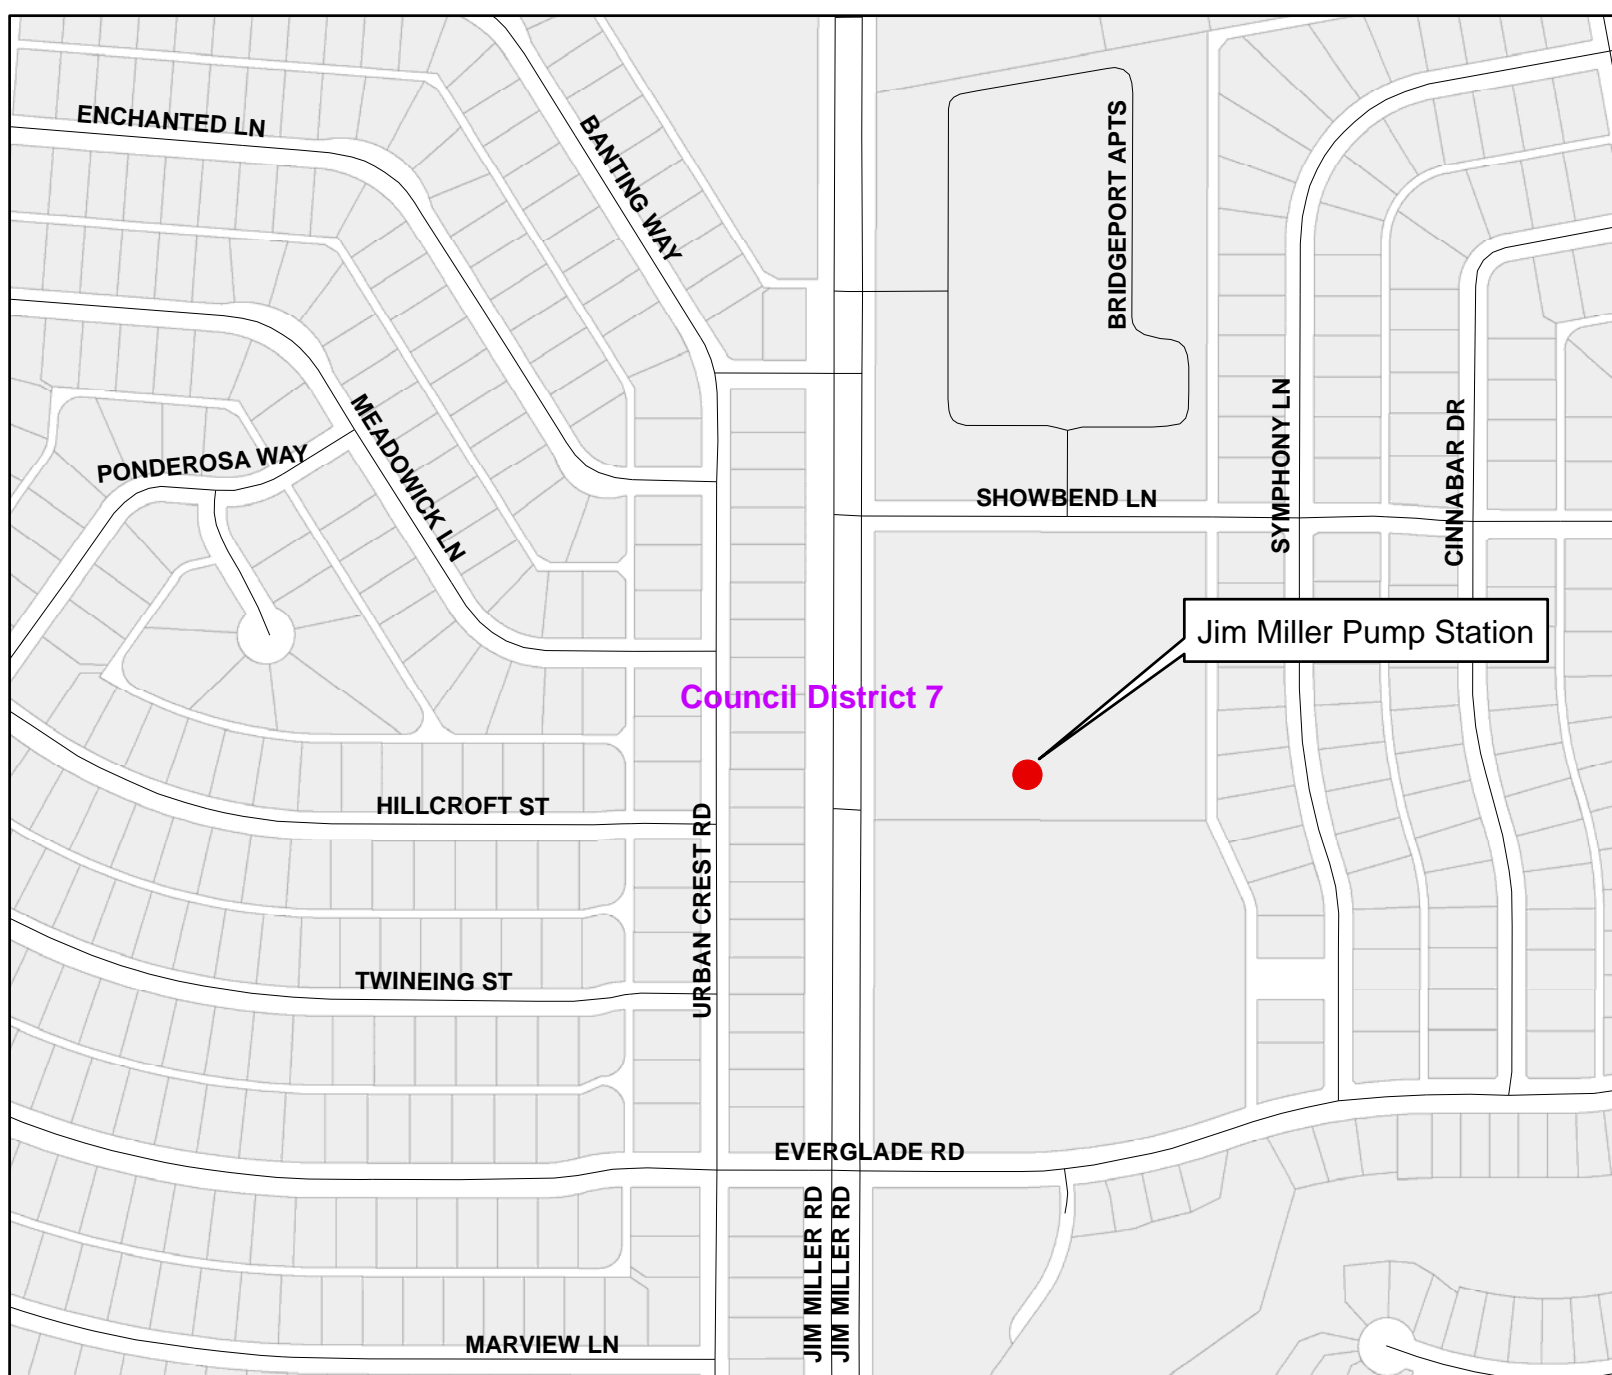 ENCHANTED LN
BANTING WAY
BRIDGEPORT APTS
MEADOWICK LN
PONDEROSA WAY
SYMPHONY LN
CINNABAR DR
SHOWBEND LN
Jim Miller Pump Station
Council District 7
HILLCROFT ST
URBAN CREST RD
TWINEING ST
EVERGLADE RD
JIM MILLER RD
JIM MILLER RD
MARVIEW LN